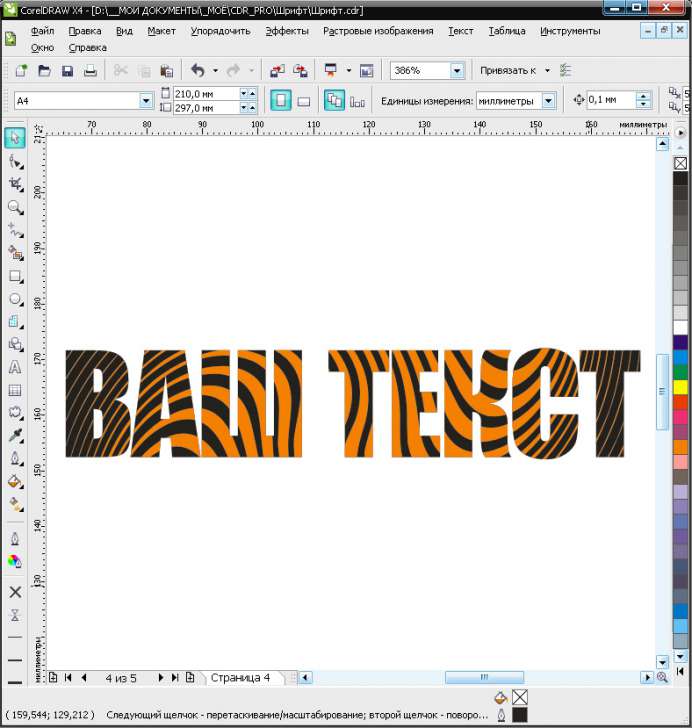 CorelDRAW X4 - [D:\__МОИ ДОКУМЕНТЫ\_МОЁ\CDR_PRO\Шрифт\Шрифт.cdr]
Файл Правка Вид Макет Упорядочить Эффекты Растровые изображения Текст Таблица Инструменты
Окно Справка
386% Привязать к
A4 210,0 мм 297,0 мм Единицы измерения: миллиметры 0,1 мм
70 80 90 100 110 120 130 140 150 160 миллиметры
200
190
180
170
160
150
140
130
миллиметры
ВАШ ТЕКСТ
4 из 5 Страница 4
( 159,544; 129,212 ) Следующий щелчок - перетаскивание/масштабирование; второй щелчок - поворо...